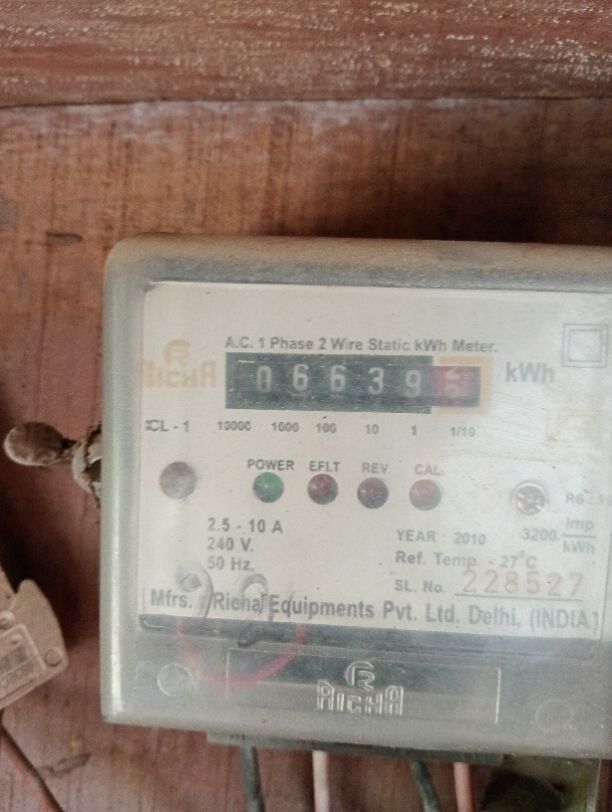 A.C. 1 Phase 2 Wire Static kWh Meter.
RICHA
06639 kWh
CL - 1 10000 1000 100 10 1 1/10
POWER EFLT REV. CAL.
2.5 - 10 A
240 V.
50 Hz.
YEAR : 2010 3200 Imp/kWh
Ref. Temp. - 27°C
SL. No. 228527
Mfrs. : Richa Equipments Pvt. Ltd. Delhi, (INDIA)
RICHA